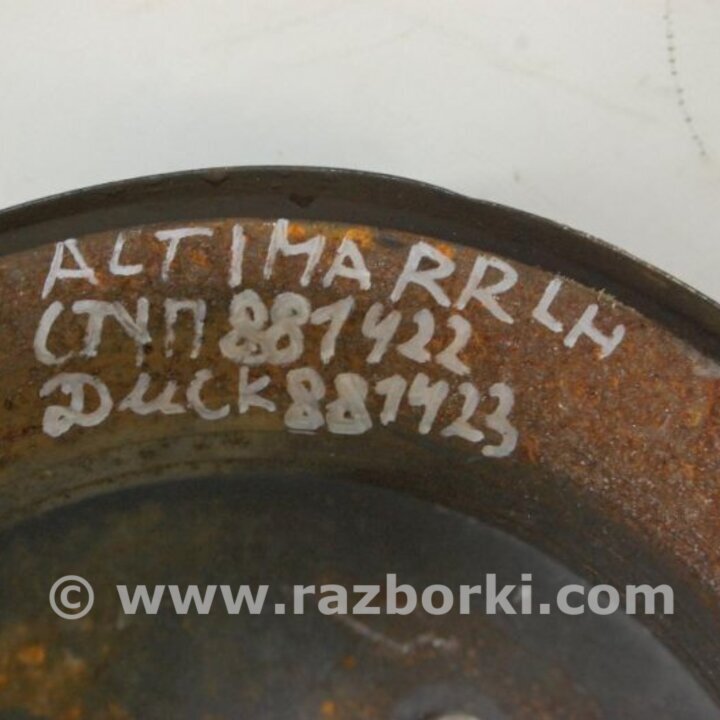 ALTIMA RR LH
СТУП 881422
Диск 881423
© www.razborki.com